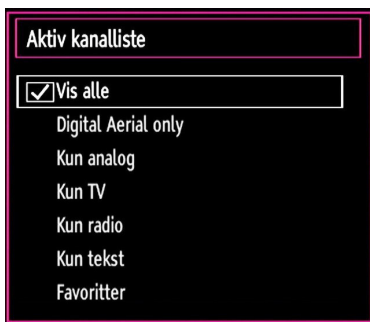 Aktiv kanalliste
Vis alle
Digital Aerial only
Kun analog
Kun TV
Kun radio
Kun tekst
Favoritter